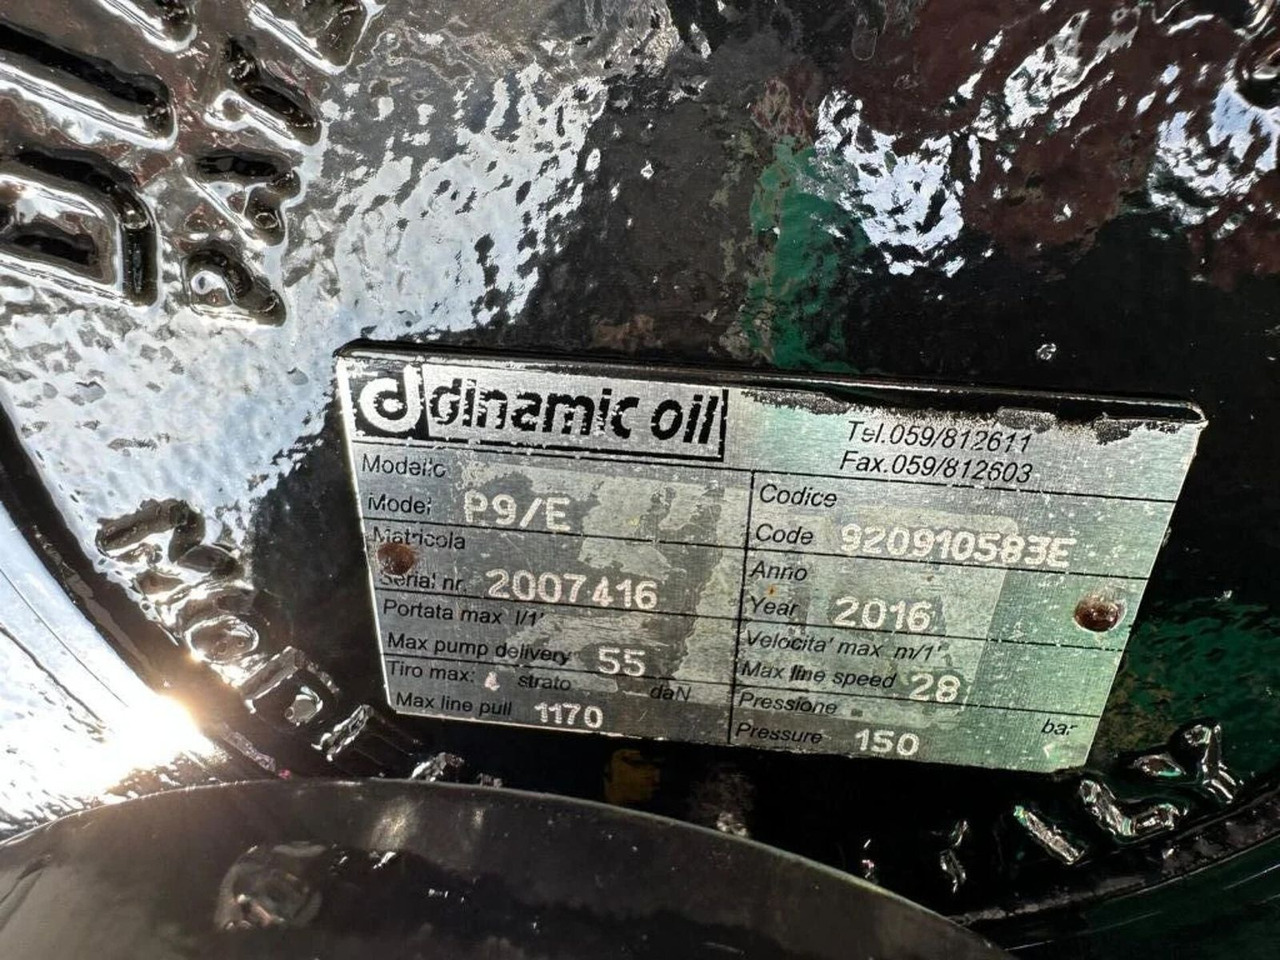 dinamic oil
Tel.059/812611
Fax.059/812603
Modello
Model P9/E
Codice
Code 920910583E
Matricola
Serial nr. 2007416
Anno
Year 2016
Portata max l/1'
Max pump delivery 55
Velocita' max m/1'
Max line speed 28
Tiro max: strato daN
Max line pull 1170
Pressione bar
Pressure 150
ITALY